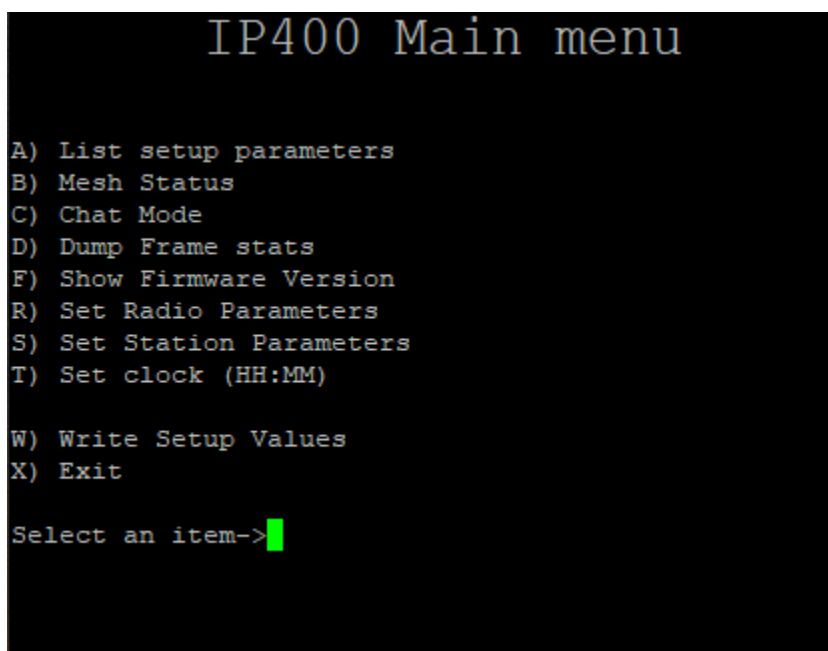 IP400 Main menu
A) List setup parameters
B) Mesh Status
C) Chat Mode
D) Dump Frame stats
F) Show Firmware Version
R) Set Radio Parameters
S) Set Station Parameters
T) Set clock (HH:MM)
W) Write Setup Values
X) Exit
Select an item->